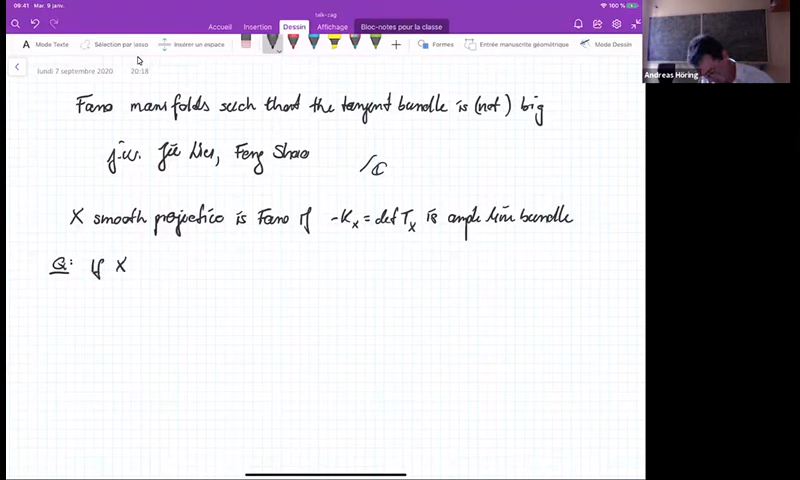 09:41 Mar. 9 janv.
talk-zag
100 %
Accueil Insertion Dessin Affichage Bloc-notes pour la classe
A Mode Texte Sélection par lasso Insérer un espace Formes Entrée manuscrite géométrique Mode Dessin
lundi 7 septembre 2020 20:18
Andreas Höring
Fano manifolds such that the tangent bundle is (not) big
j.w. Jie Liu, Feng Shao /ℂ
X smooth projective is Fano if -K_X = det T_X is ample line bundle
Q: If X